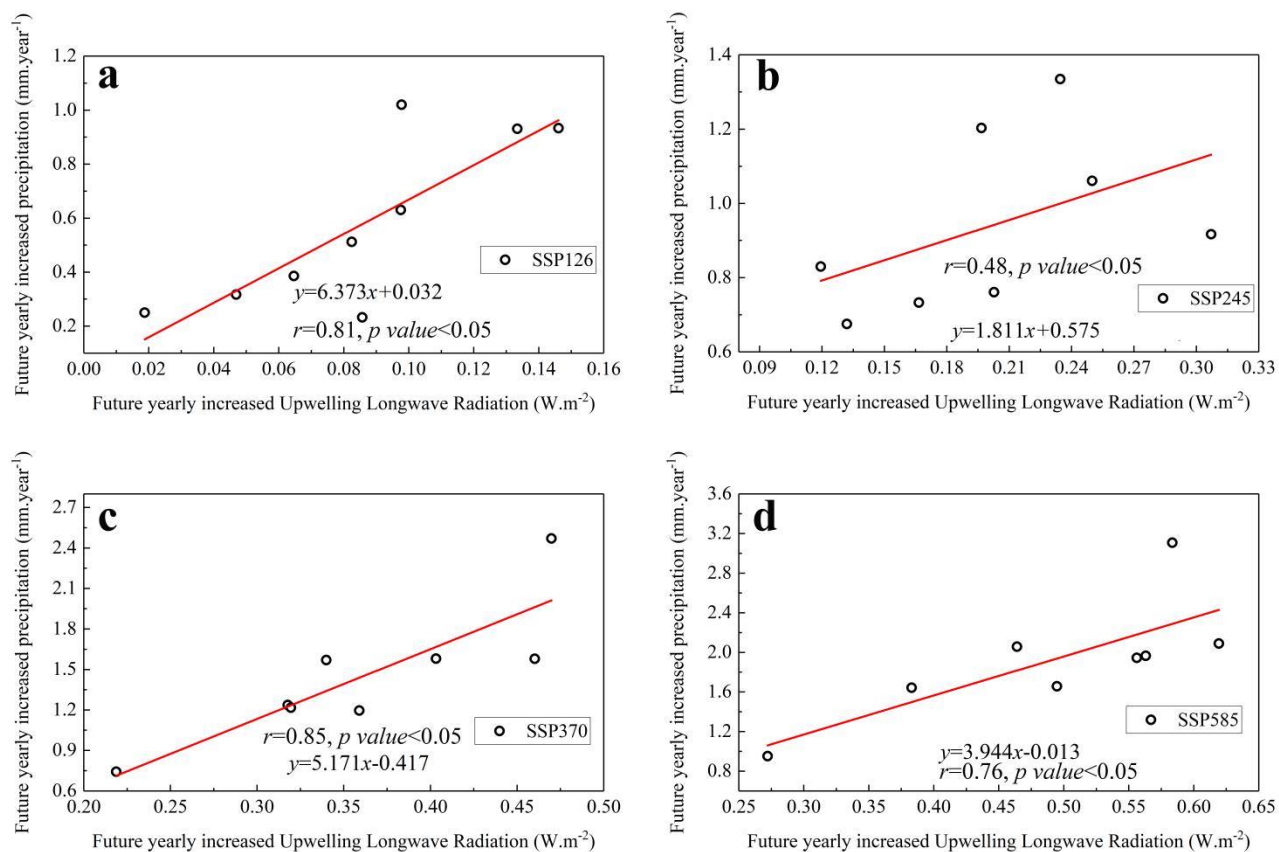 a
Future yearly increased precipitation (mm.year-1)
1.2
1.0
0.8
0.6
0.4
0.2
SSP126
y=6.373x+0.032
r=0.81, p value<0.05
0.00 0.02 0.04 0.06 0.08 0.10 0.12 0.14 0.16
Future yearly increased Upwelling Longwave Radiation (W.m-2)
b
Future yearly increased precipitation (mm.year-1)
1.4
1.2
1.0
0.8
0.6
r=0.48, p value<0.05
SSP245
y=1.811x+0.575
0.09 0.12 0.15 0.18 0.21 0.24 0.27 0.30 0.33
Future yearly increased Upwelling Longwave Radiation (W.m-2)
c
Future yearly increased precipitation (mm.year-1)
2.7
2.4
2.1
1.8
1.5
1.2
0.9
0.6
r=0.85, p value<0.05
SSP370
y=5.171x-0.417
0.20 0.25 0.30 0.35 0.40 0.45 0.50
Future yearly increased Upwelling Longwave Radiation (W.m-2)
d
Future yearly increased precipitation (mm.year-1)
3.6
3.2
2.8
2.4
2.0
1.6
1.2
0.8
SSP585
y=3.944x-0.013
r=0.76, p value<0.05
0.25 0.30 0.35 0.40 0.45 0.50 0.55 0.60 0.65
Future yearly increased Upwelling Longwave Radiation (W.m-2)